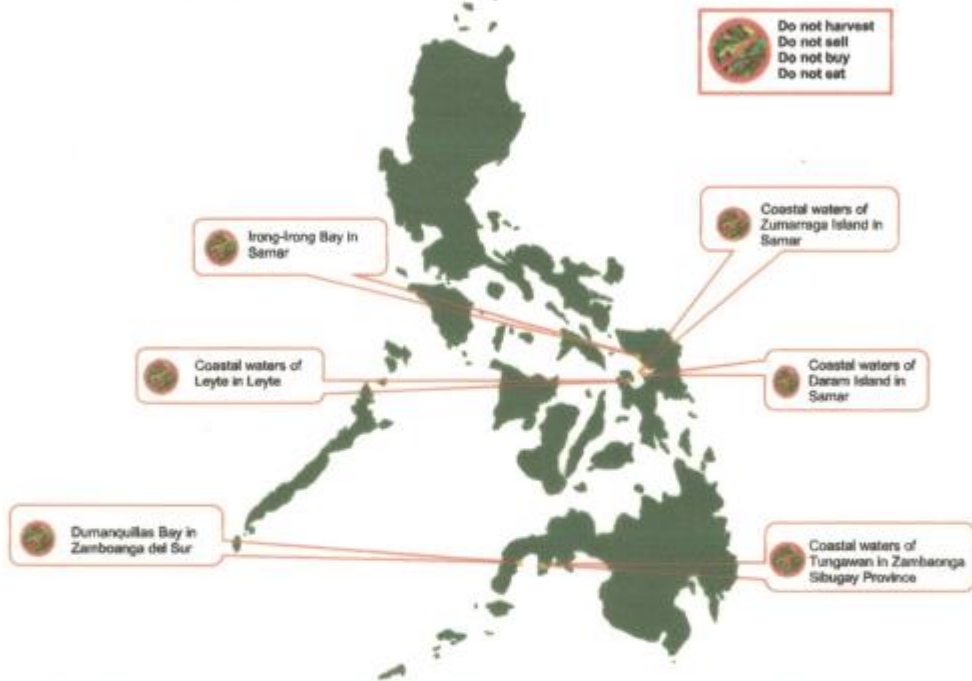 Do not harvest
Do not sell
Do not buy
Do not eat
Irong-Irong Bay in
Samar
Coastal waters of
Zumarraga Island in
Samar
Coastal waters of
Leyte in Leyte
Coastal waters of
Daram Island in
Samar
Dumanquillas Bay in
Zamboanga del Sur
Coastal waters of
Tungawan in Zambaonga
Sibugay Province